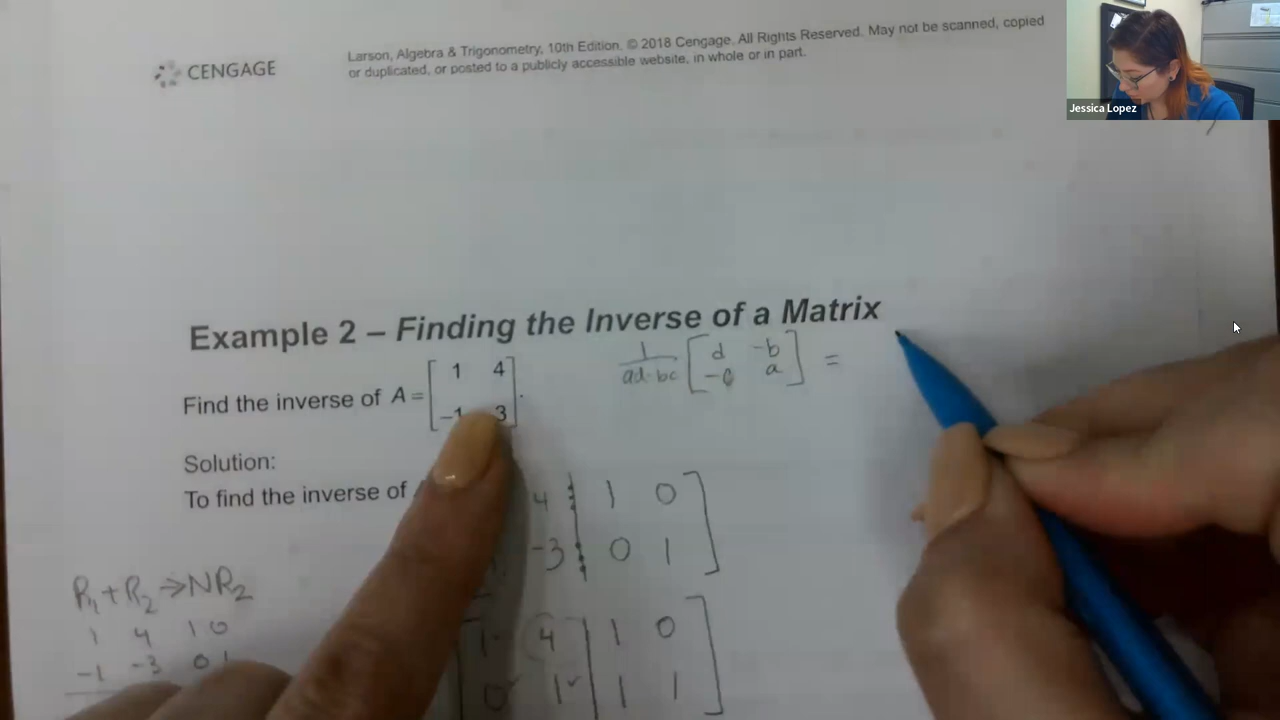 CENGAGE
Larson, Algebra & Trigonometry, 10th Edition. © 2018 Cengage. All Rights Reserved. May not be scanned, copied
or duplicated, or posted to a publicly accessible website, in whole or in part.
Jessica Lopez
Example 2 – Finding the Inverse of a Matrix
1/(ad-bc) [d -b
-c a] =
Find the inverse of A = [1 4
-1 3].
Solution:
To find the inverse of
4 1 0
-3 0 1
R1 + R2 → NR2
1 4 1 0
-1 -3 0 1
1 4 1 0
0 1 1 1